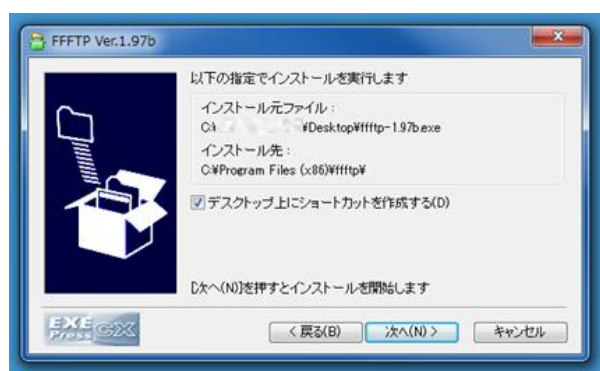 FFFTP Ver.1.97b
以下の指定でインストールを実行します
インストール元ファイル：
C:¥ ¥Desktop¥ffftp-1.97b.exe
インストール先：
C:¥Program Files (x86)¥ffftp¥
デスクトップ上にショートカットを作成する(D)
[次へ(N)]を押すとインストールを開始します
EXE
Press CX
< 戻る(B)
次へ(N) >
キャンセル